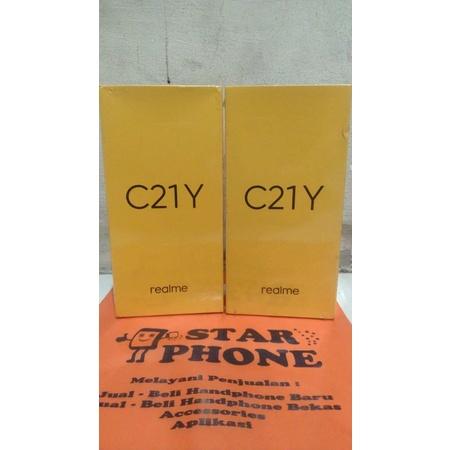 C21Y
realme
C21Y
realme
STAR
PHONE
Melayani Penjualan :
Jual - Beli Handphone Baru
Jual - Beli Handphone Bekas
Accessories
Aplikasi